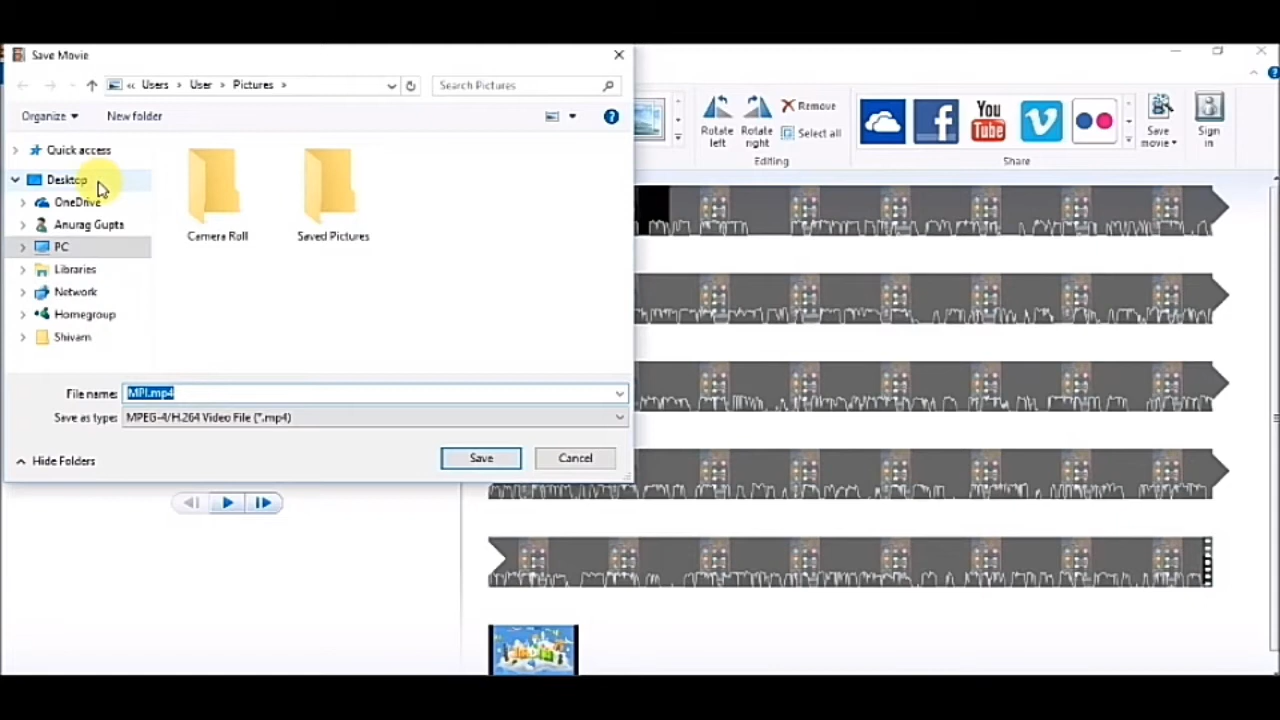 Save Movie
« Users > User > Pictures >
Search Pictures
Organize
New folder
Quick access
Desktop
OneDrive
Anurag Gupta
PC
Libraries
Network
Homegroup
Shivam
Camera Roll
Saved Pictures
File name: MPI.mp4
Save as type: MPEG-4/H.264 Video File (*.mp4)
Hide Folders
Save
Cancel
Rotate left
Rotate right
Remove
Select all
Editing
You Tube
Share
Save movie
Sign in